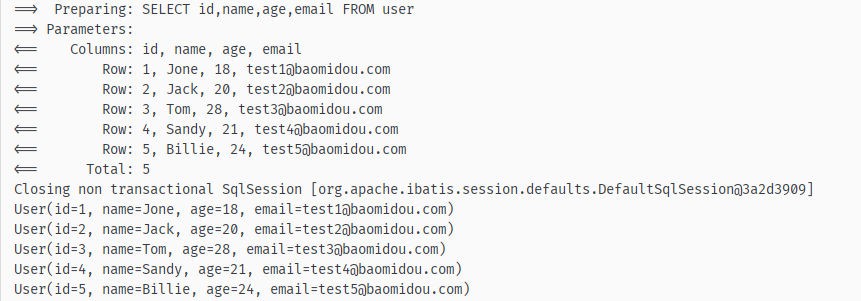 ==>  Preparing: SELECT id,name,age,email FROM user
==> Parameters:
<==    Columns: id, name, age, email
<==        Row: 1, Jone, 18, test1@baomidou.com
<==        Row: 2, Jack, 20, test2@baomidou.com
<==        Row: 3, Tom, 28, test3@baomidou.com
<==        Row: 4, Sandy, 21, test4@baomidou.com
<==        Row: 5, Billie, 24, test5@baomidou.com
<==      Total: 5
Closing non transactional SqlSession [org.apache.ibatis.session.defaults.DefaultSqlSession@3a2d3909]
User(id=1, name=Jone, age=18, email=test1@baomidou.com)
User(id=2, name=Jack, age=20, email=test2@baomidou.com)
User(id=3, name=Tom, age=28, email=test3@baomidou.com)
User(id=4, name=Sandy, age=21, email=test4@baomidou.com)
User(id=5, name=Billie, age=24, email=test5@baomidou.com)